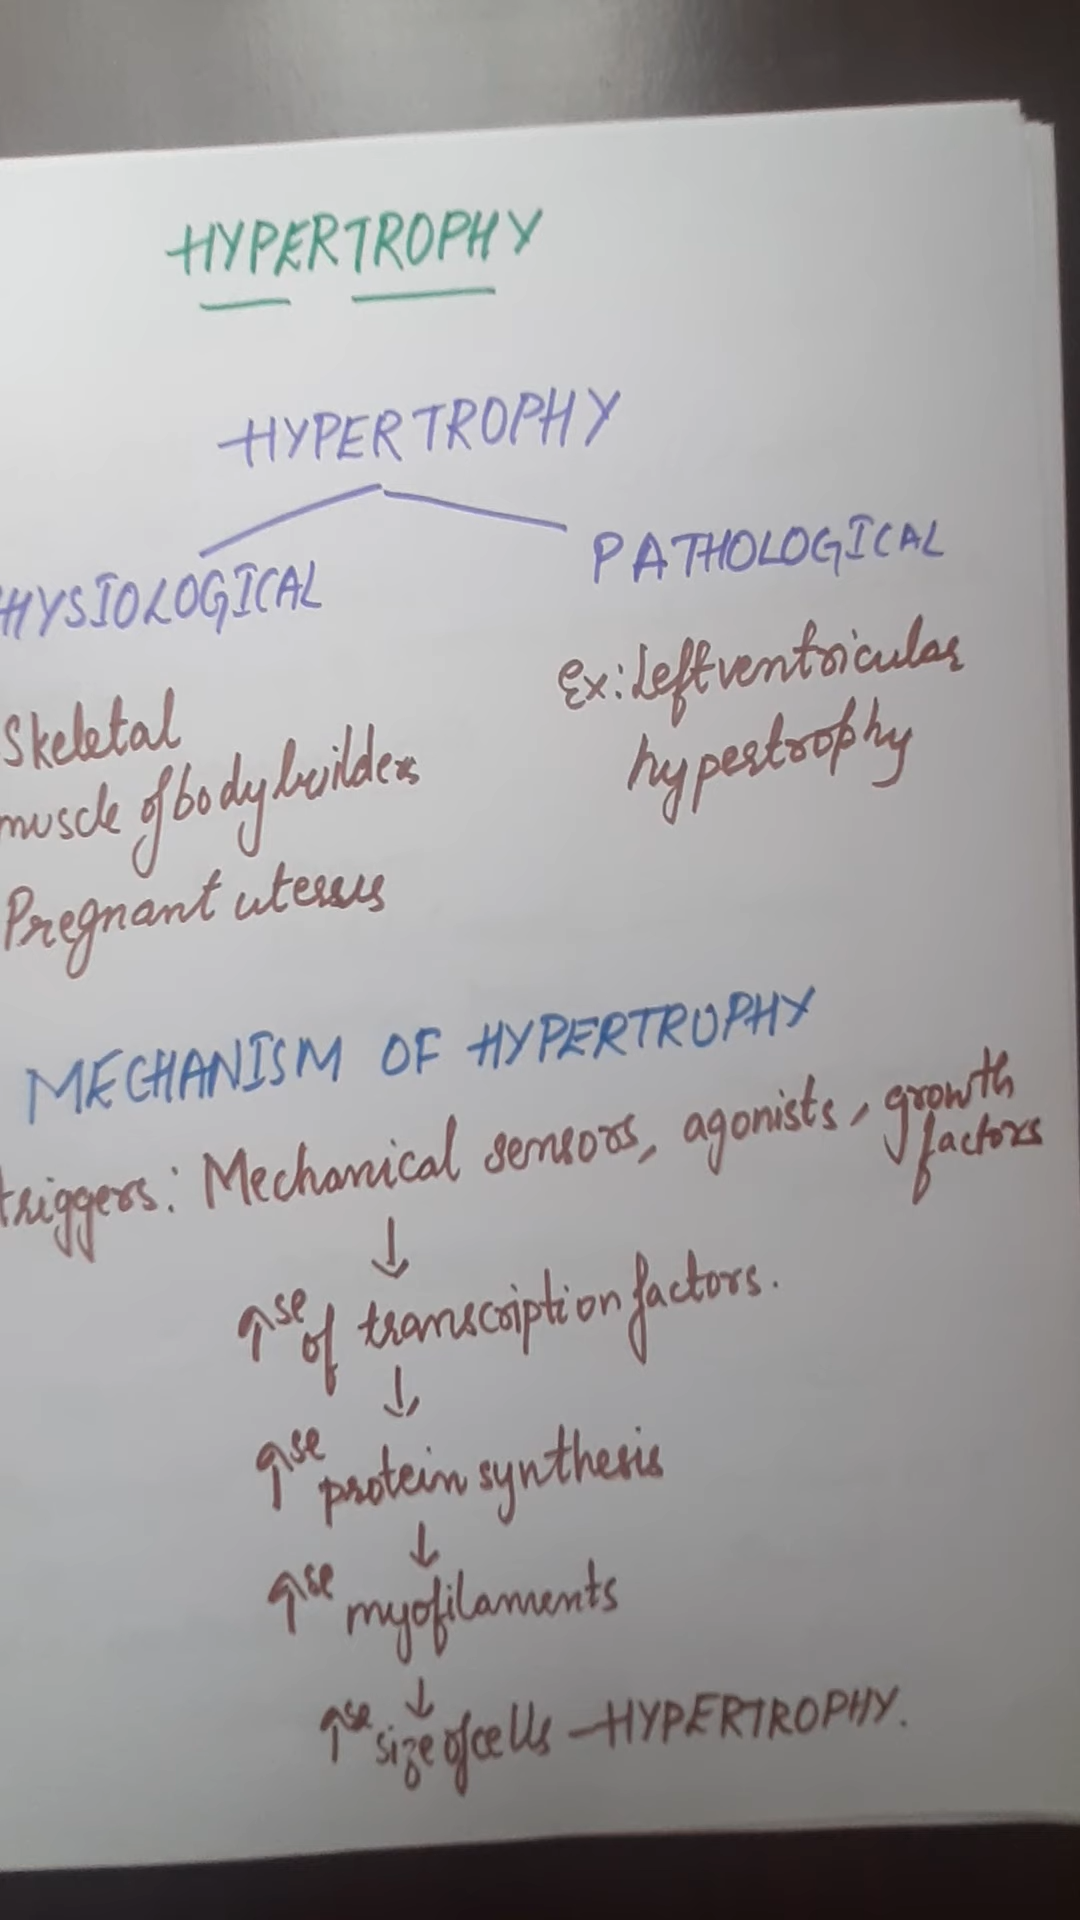 HYPERTROPHY
HYPERTROPHY
HYSIOLOGICAL
PATHOLOGICAL
Skeletal
muscle of bodybuilders
Pregnant uterus
Ex: Left ventricular
hypertrophy
MECHANISM OF HYPERTROPHY
triggers: Mechanical sensors, agonists, growth
factors
↓
↑se of transcription factors.
↓
↑se protein synthesis
↓
↑se myofilaments
↓
↑se size of cells - HYPERTROPHY.